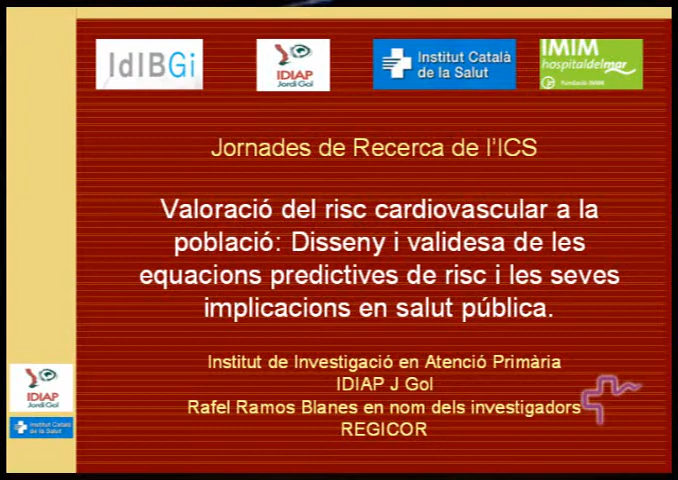 IdIBGi
IDIAP
Jordi Gol
Institut Català
de la Salut
IMIM
hospitaldelmar
Fundació IMIM
Jornades de Recerca de l'ICS
Valoració del risc cardiovascular a la
població: Disseny i validesa de les
equacions predictives de risc i les seves
implicacions en salut pública.
Institut de Investigació en Atenció Primària
IDIAP J Gol
Rafel Ramos Blanes en nom dels investigadors
REGICOR
IDIAP
Jordi Gol
Institut Català
de la Salut